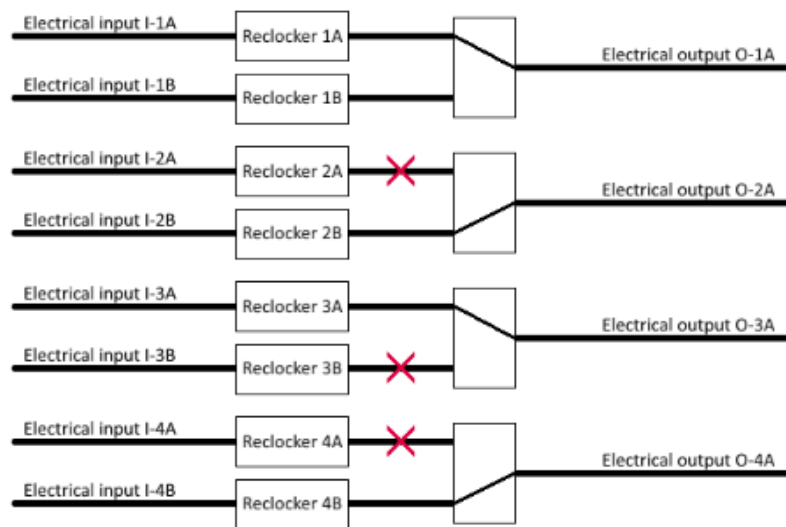 Electrical input I-1A
Reclocker 1A
Electrical output O-1A
Electrical input I-1B
Reclocker 1B
Electrical input I-2A
Reclocker 2A
Electrical output O-2A
Electrical input I-2B
Reclocker 2B
Electrical input I-3A
Reclocker 3A
Electrical output O-3A
Electrical input I-3B
Reclocker 3B
Electrical input I-4A
Reclocker 4A
Electrical output O-4A
Electrical input I-4B
Reclocker 4B